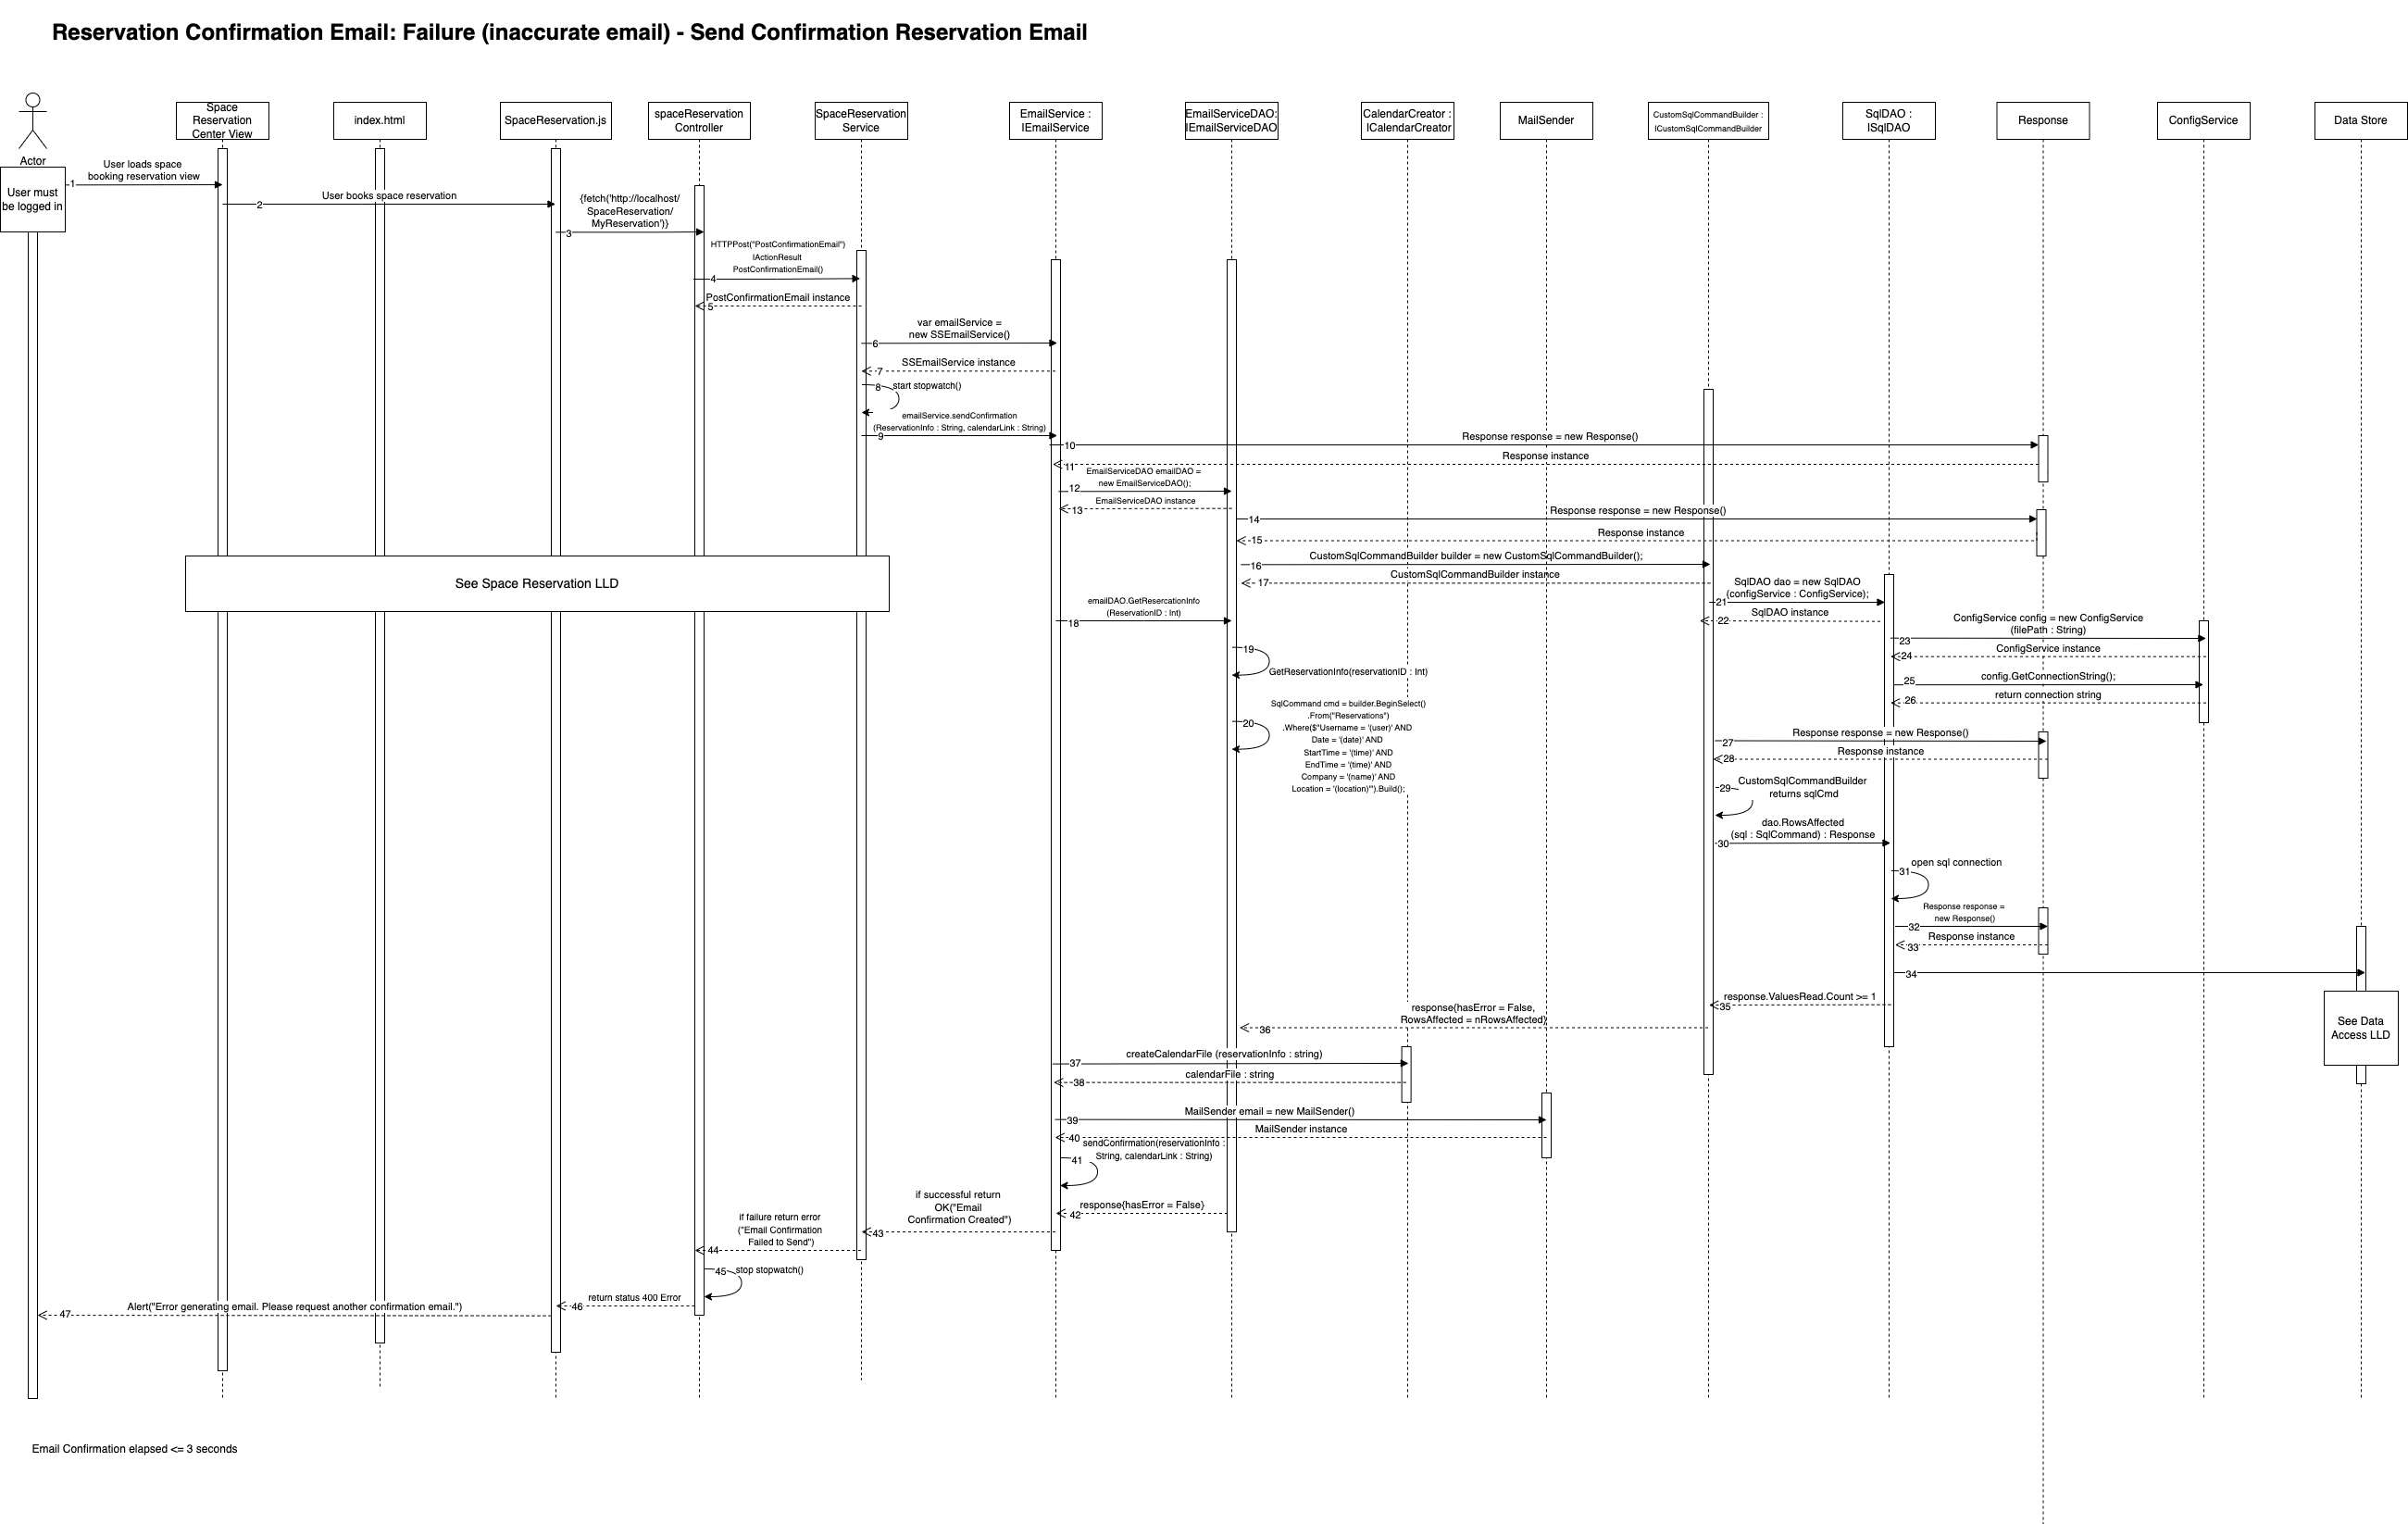 Reservation Confirmation Email: Failure (inaccurate email) - Send Confirmation Reservation Email
Actor
User must
be logged in
Space
Reservation
Center View
index.html
SpaceReservation.js
spaceReservation
Controller
SpaceReservation
Service
EmailService :
IEmailService
EmailServiceDAO:
IEmailServiceDAO
CalendarCreator :
ICalendarCreator
MailSender
CustomSqlCommandBuilder :
ICustomSqlCommandBuilder
SqlDAO :
ISqlDAO
Response
ConfigService
Data Store
User loads space
booking reservation view
1
User books space reservation
2
{fetch('http://localhost/
SpaceReservation/
MyReservation')}
3
HTTPPost("PostConfirmationEmail")
IActionResult
PostConfirmationEmail()
4
PostConfirmationEmail instance
5
var emailService =
new SSEmailService()
6
SSEmailService instance
7
8
start stopwatch()
emailService.sendConfirmation
(ReservationInfo : String, calendarLink : String)
9
Response response = new Response()
10
Response instance
11
EmailServiceDAO emailDAO =
new EmailServiceDAO();
12
EmailServiceDAO instance
13
Response response = new Response()
14
Response instance
15
CustomSqlCommandBuilder builder = new CustomSqlCommandBuilder();
16
CustomSqlCommandBuilder instance
17
See Space Reservation LLD
emailDAO.GetResercationInfo
(ReservationID : Int)
18
19
GetReservationInfo(reservationID : Int)
20
SqlCommand cmd = builder.BeginSelect()
.From("Reservations")
.Where($"Username = '(user)' AND
Date = '(date)' AND
StartTime = '(time)' AND
EndTime = '(time)' AND
Company = '(name)' AND
Location = '(location)'").Build();
SqlDAO dao = new SqlDAO
(configService : ConfigService);
21
SqlDAO instance
22
ConfigService config = new ConfigService
(filePath : String)
23
ConfigService instance
24
config.GetConnectionString();
25
return connection string
26
Response response = new Response()
27
Response instance
28
29
CustomSqlCommandBuilder
returns sqlCmd
dao.RowsAffected
(sql : SqlCommand) : Response
30
open sql connection
31
Response response =
new Response()
32
Response instance
33
34
See Data
Access LLD
response.ValuesRead.Count >= 1
35
response{hasError = False,
RowsAffected = nRowsAffected}
36
createCalendarFile (reservationInfo : string)
37
calendarFile : string
38
MailSender email = new MailSender()
39
MailSender instance
40
sendConfirmation(reservationInfo :
String, calendarLink : String)
41
response{hasError = False}
42
if successful return
OK("Email
Confirmation Created")
43
if failure return error
("Email Confirmation
Failed to Send")
44
45
stop stopwatch()
return status 400 Error
46
Alert("Error generating email. Please request another confirmation email.")
47
Email Confirmation elapsed <= 3 seconds